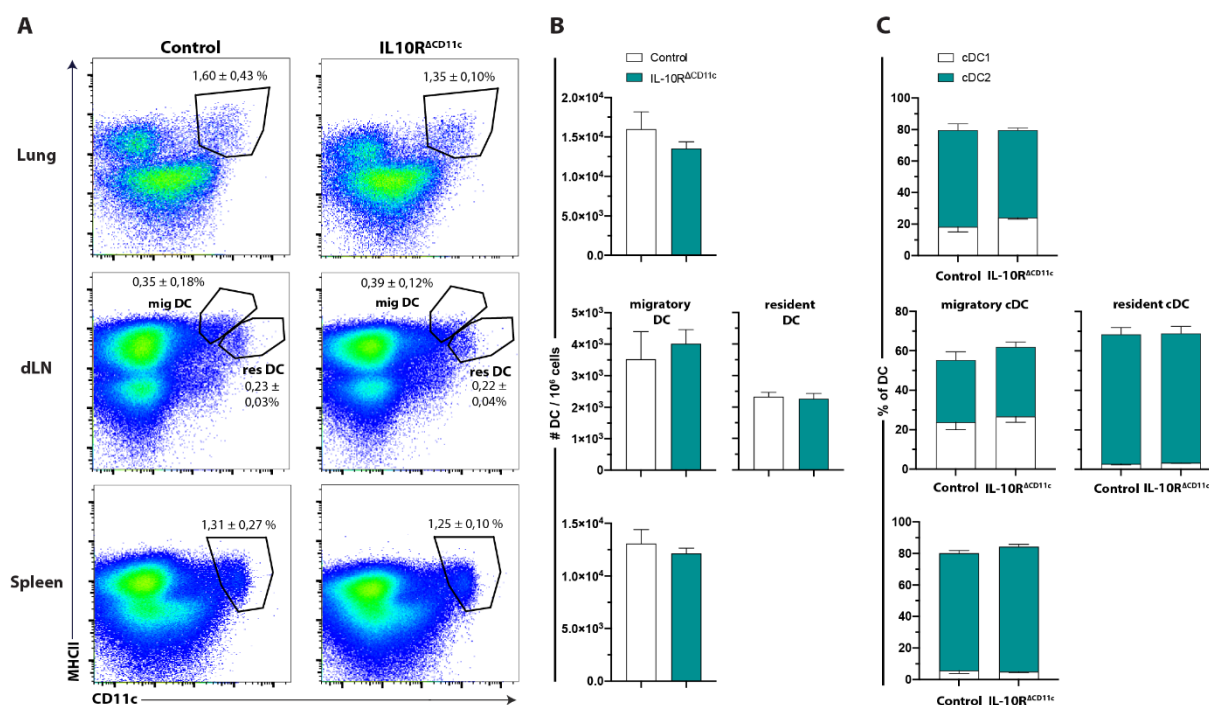 A
Control
IL10RΔCD11c
1,60 ± 0,43 %
1,35 ± 0,10%
Lung
0,35 ± 0,18%
mig DC
0,39 ± 0,12%
mig DC
dLN
res DC
0,23 ±
0,03%
res DC
0,22 ±
0,04%
1,31 ± 0,27 %
1,25 ± 0,10 %
Spleen
MHCII
CD11c
B
Control
IL-10RΔCD11c
# DC / 10⁶ cells
2.0×10⁴
1.5×10⁴
1.0×10⁴
5.0×10³
0.0
migratory
DC
5×10³
4×10³
3×10³
2×10³
1×10³
0
resident
DC
1.5×10⁴
1.0×10⁴
5.0×10³
0.0
C
cDC1
cDC2
% of DC
100
80
60
40
20
0
Control IL-10RΔCD11c
migratory cDC
80
60
40
20
0
Control IL-10RΔCD11c
resident cDC
Control IL-10RΔCD11c
100
80
60
40
20
0
Control IL-10RΔCD11c